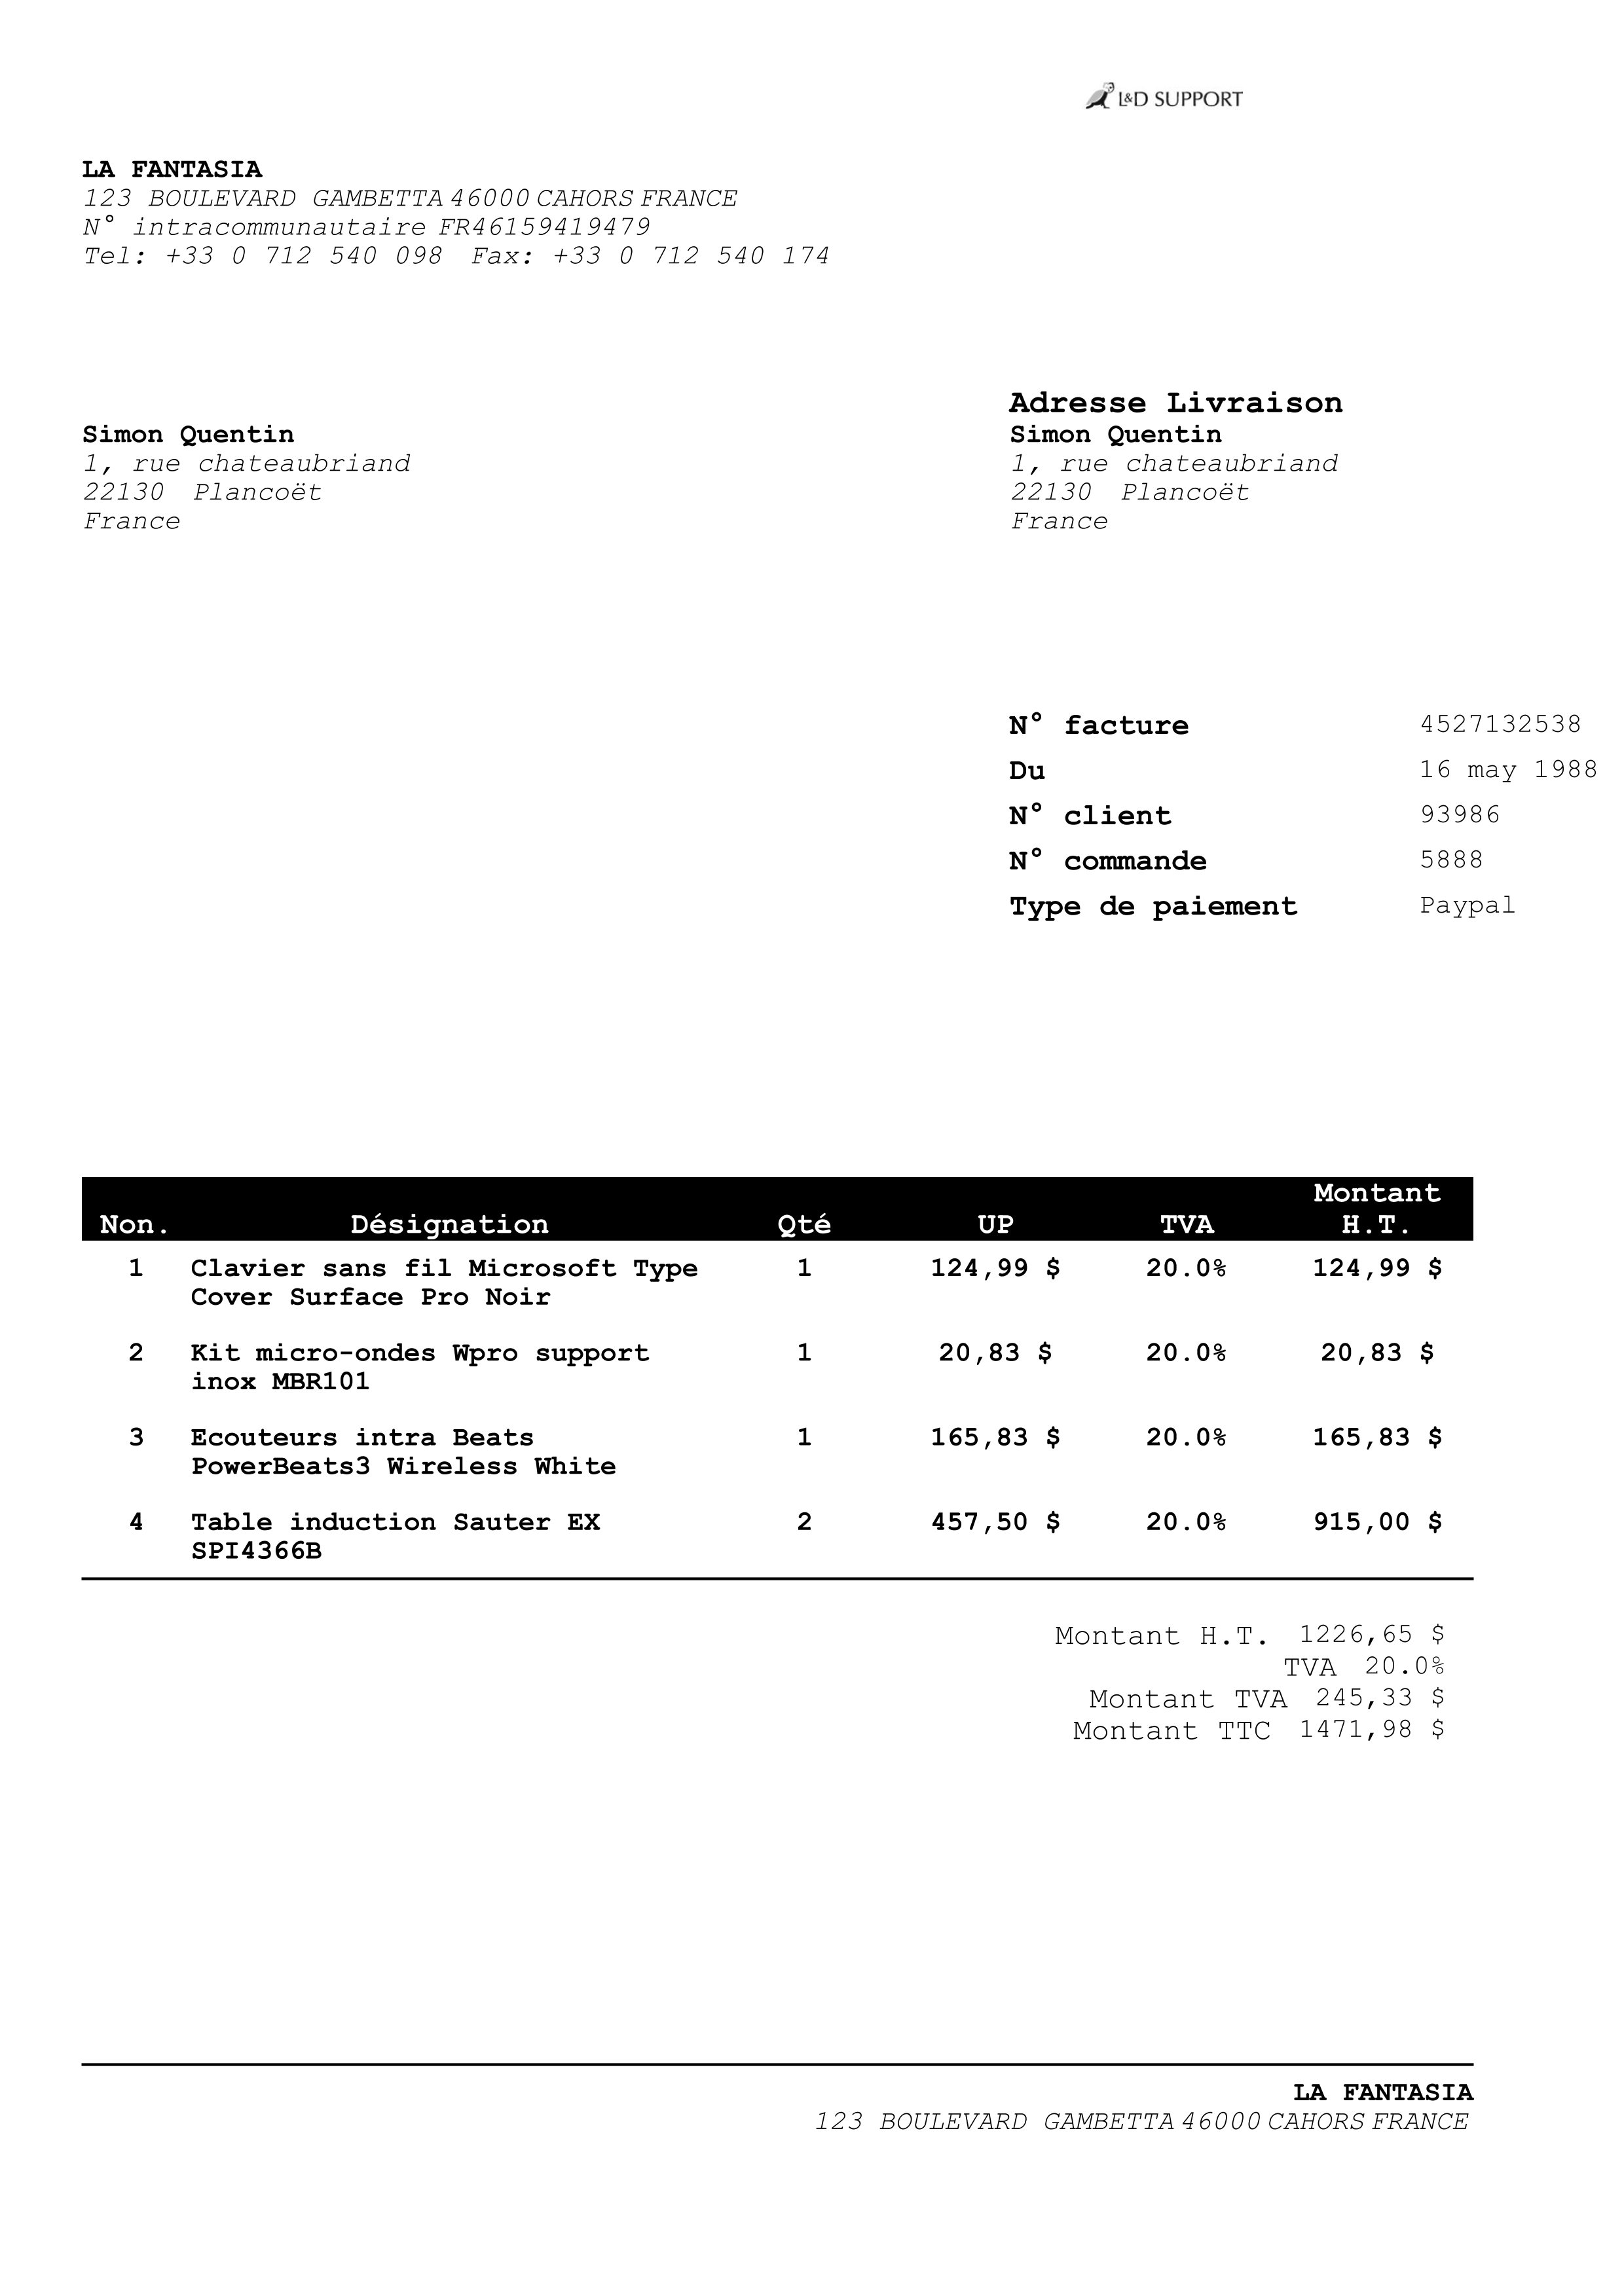 L&D SUPPORT
LA FANTASIA
123 BOULEVARD GAMBETTA 46000 CAHORS FRANCE
N° intracommunautaire FR46159419479
Tel: +33 0 712 540 098 Fax: +33 0 712 540 174
Adresse Livraison
Simon Quentin Simon Quentin
1, rue chateaubriand 1, rue chateaubriand
22130 Plancoët 22130 Plancoët
France France
N° facture 4527132538
Du 16 may 1988
N° client 93986
N° commande 5888
Type de paiement Paypal
Montant
Non. Désignation Qté UP TVA H.T.
1 Clavier sans fil Microsoft Type 1 124,99 $ 20.0% 124,99 $
Cover Surface Pro Noir
2 Kit micro-ondes Wpro support 1 20,83 $ 20.0% 20,83 $
inox MBR101
3 Ecouteurs intra Beats 1 165,83 $ 20.0% 165,83 $
PowerBeats3 Wireless White
4 Table induction Sauter EX 2 457,50 $ 20.0% 915,00 $
SPI4366B
Montant H.T. 1226,65 $
TVA 20.0%
Montant TVA 245,33 $
Montant TTC 1471,98 $
LA FANTASIA
123 BOULEVARD GAMBETTA 46000 CAHORS FRANCE